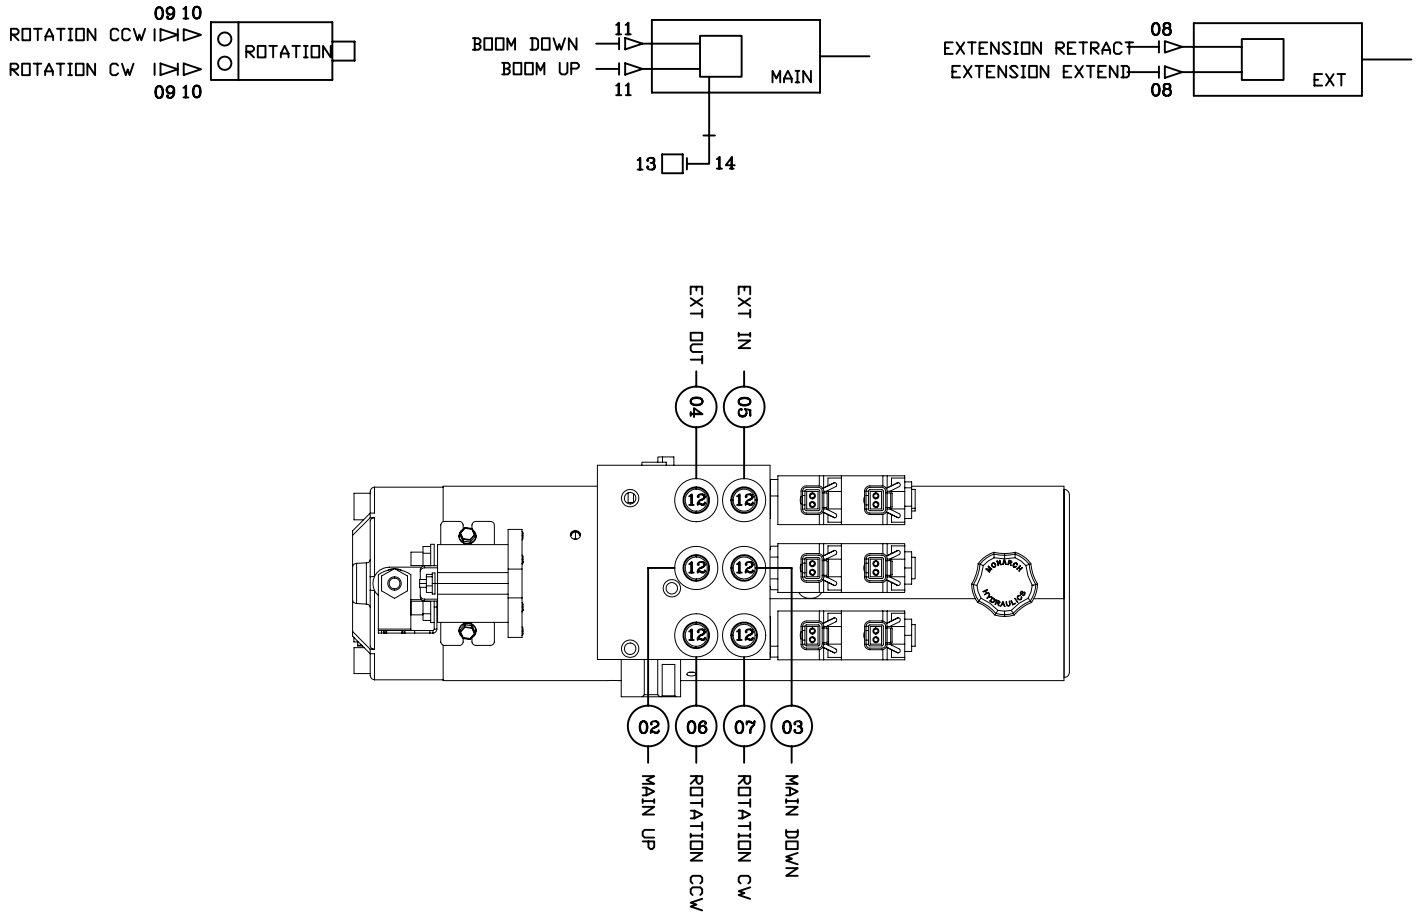 09 10
ROTATION CCW
ROTATION
ROTATION CW
09 10
11
BOOM DOWN
BOOM UP
11
MAIN
13
14
08
EXTENSION RETRACT
EXTENSION EXTEND
08
EXT
EXT OUT
EXT IN
04
05
12
12
12
12
12
12
MONARCH
HYDRAULICS
02
06
07
03
MAIN UP
ROTATION CCW
ROTATION CW
MAIN DOWN